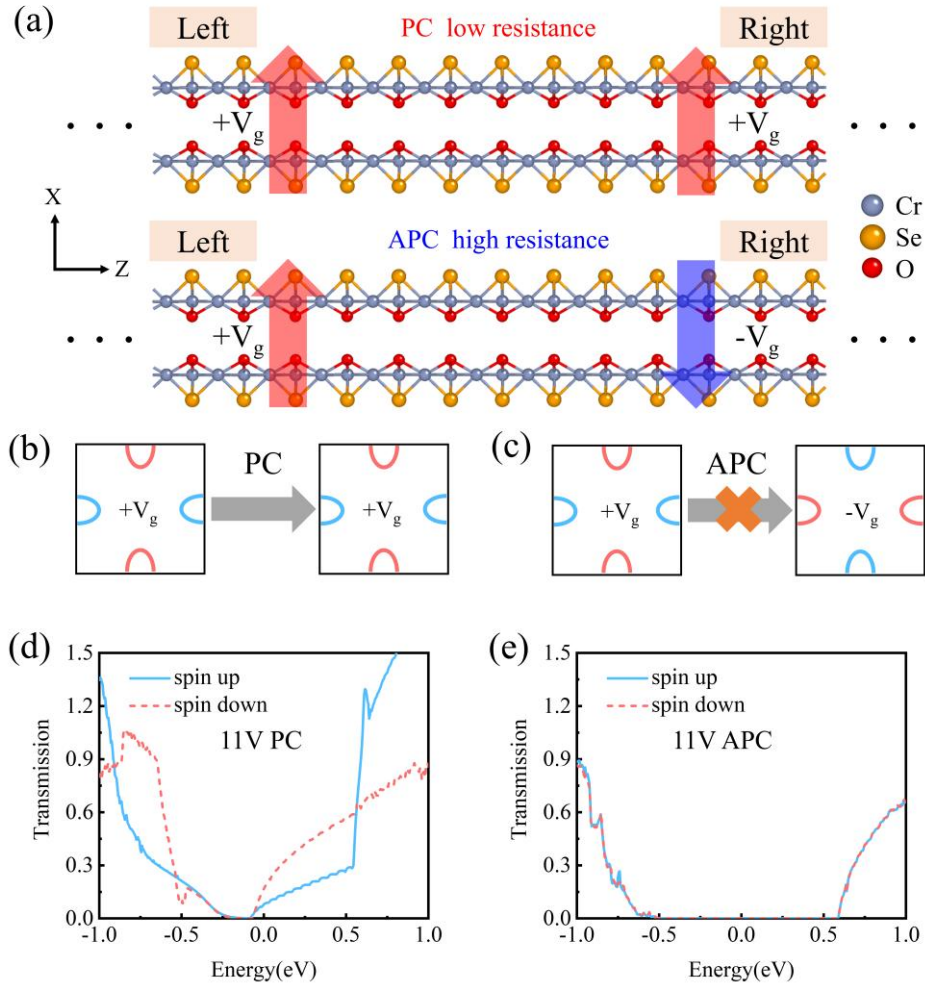 (a)
Left PC low resistance Right
+Vg +Vg
. . . . . .
X
Z
Left APC high resistance Right
+Vg -Vg
. . . . . .
Cr
Se
O
(b) PC
+Vg +Vg
(c) APC
+Vg -Vg
(d)
Transmission
1.5
1.2
0.9
0.6
0.3
0.0
spin up
spin down
11V PC
-1.0 -0.5 0.0 0.5 1.0
Energy(eV)
(e)
Transmission
1.5
1.2
0.9
0.6
0.3
0.0
spin up
spin down
11V APC
-1.0 -0.5 0.0 0.5 1.0
Energy(eV)